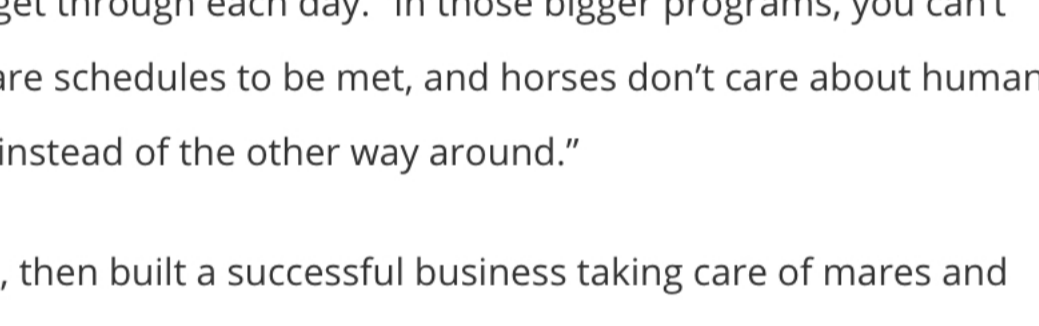 get through each day. "In those bigger programs, you can't
are schedules to be met, and horses don’t care about human
instead of the other way around.”
, then built a successful business taking care of mares and